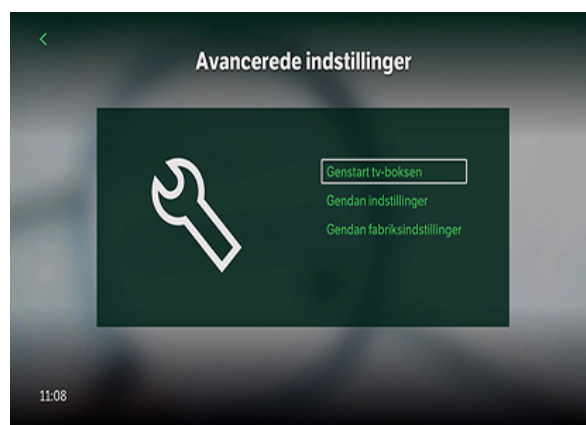 Avancerede indstillinger
Genstart tv-boksen
Gendan indstillinger
Gendan fabriksindstillinger
11:08